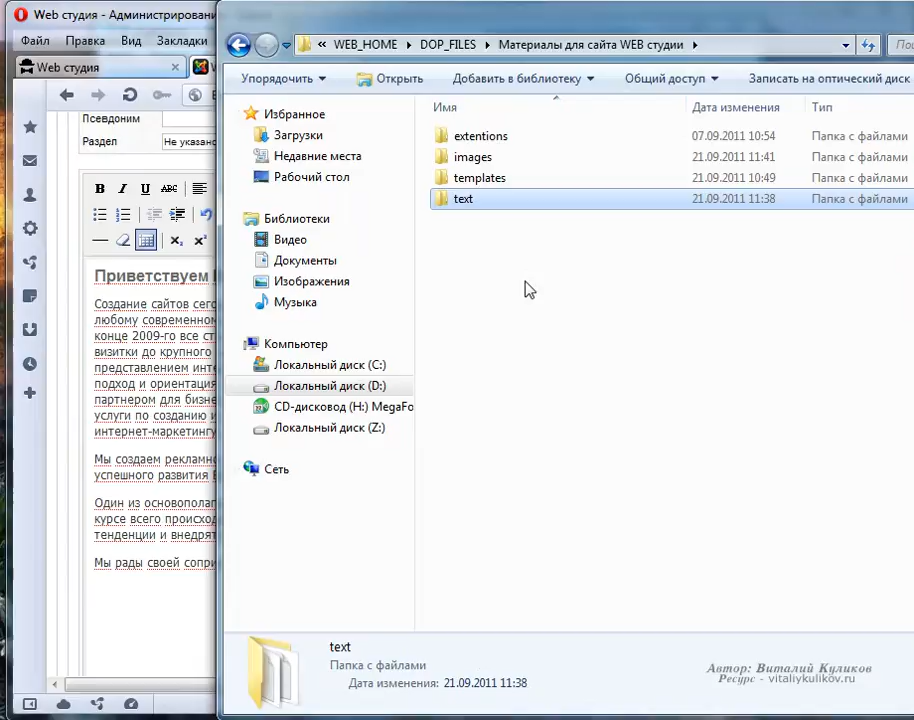 Web студия - Администрировани
Файл Правка Вид Закладки
Web студия
Псевдоним
Раздел Не указано
B I U ABC
Приветствуем
Создание сайтов сего
любому современном
конце 2009-го все ст
визитки до крупного
представлением инте
подход и ориентация
партнером для бизне
услуги по созданию и
интернет-маркетингу
Мы создаем рекламно
успешного развития
Один из основополаг
курсе всего происход
тенденции и внедрят
Мы рады своей сопри
« WEB_HOME DOP_FILES Материалы для сайта WEB студии
Упорядочить Открыть Добавить в библиотеку Общий доступ Записать на оптический диск
Имя Дата изменения Тип
extentions 07.09.2011 10:54 Папка с файлами
images 21.09.2011 11:41 Папка с файлами
templates 21.09.2011 10:49 Папка с файлами
text 21.09.2011 11:38 Папка с файлами
Избранное
Загрузки
Недавние места
Рабочий стол
Библиотеки
Видео
Документы
Изображения
Музыка
Компьютер
Локальный диск (C:)
Локальный диск (D:)
CD-дисковод (H:) MegaFo
Локальный диск (Z:)
Сеть
text
Папка с файлами
Дата изменения: 21.09.2011 11:38
Автор: Виталий Куликов
Ресурс - vitaliykulikov.ru